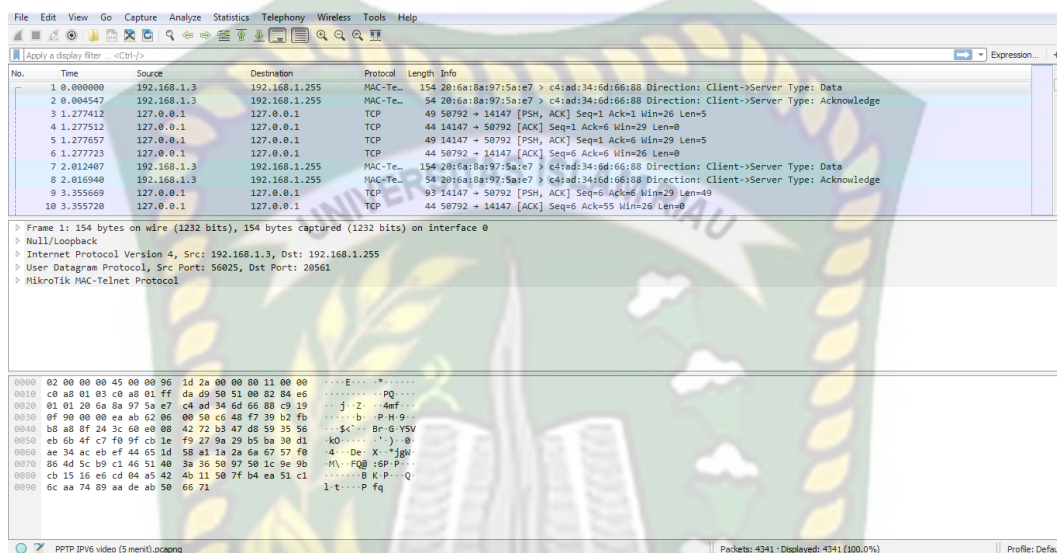 File Edit View Go Capture Analyze Statistics Telephony Wireless Tools Help
Apply a display filter ... <Ctrl-/> Expression... +
No. Time Source Destination Protocol Length Info
1 0.000000 192.168.1.3 192.168.1.255 MAC-Te… 154 20:6a:8a:97:5a:e7 > c4:ad:34:6d:66:88 Direction: Client->Server Type: Data
2 0.004547 192.168.1.3 192.168.1.255 MAC-Te… 54 20:6a:8a:97:5a:e7 > c4:ad:34:6d:66:88 Direction: Client->Server Type: Acknowledge
3 1.277412 127.0.0.1 127.0.0.1 TCP 49 50792 → 14147 [PSH, ACK] Seq=1 Ack=1 Win=26 Len=5
4 1.277512 127.0.0.1 127.0.0.1 TCP 44 14147 → 50792 [ACK] Seq=1 Ack=6 Win=29 Len=0
5 1.277657 127.0.0.1 127.0.0.1 TCP 49 14147 → 50792 [PSH, ACK] Seq=1 Ack=6 Win=29 Len=5
6 1.277723 127.0.0.1 127.0.0.1 TCP 44 50792 → 14147 [ACK] Seq=6 Ack=6 Win=26 Len=0
7 2.012407 192.168.1.3 192.168.1.255 MAC-Te… 154 20:6a:8a:97:5a:e7 > c4:ad:34:6d:66:88 Direction: Client->Server Type: Data
8 2.016940 192.168.1.3 192.168.1.255 MAC-Te… 54 20:6a:8a:97:5a:e7 > c4:ad:34:6d:66:88 Direction: Client->Server Type: Acknowledge
9 3.355669 127.0.0.1 127.0.0.1 TCP 93 14147 → 50792 [PSH, ACK] Seq=6 Ack=6 Win=29 Len=49
10 3.355720 127.0.0.1 127.0.0.1 TCP 44 50792 → 14147 [ACK] Seq=6 Ack=55 Win=26 Len=0
Frame 1: 154 bytes on wire (1232 bits), 154 bytes captured (1232 bits) on interface 0
Null/Loopback
Internet Protocol Version 4, Src: 192.168.1.3, Dst: 192.168.1.255
User Datagram Protocol, Src Port: 56025, Dst Port: 20561
MikroTik MAC-Telnet Protocol
0000 02 00 00 00 45 00 00 96 1d 2a 00 00 80 11 00 00 ····E··· ·*······
0010 c0 a8 01 03 c0 a8 01 ff da d9 50 51 00 82 84 e6 ········ ··PQ····
0020 01 01 20 6a 8a 97 5a e7 c4 ad 34 6d 66 88 c9 19 ·· j··Z· ··4mf···
0030 0f 90 00 00 ea ab 62 06 00 50 c6 48 f7 39 b2 fb ······b· ·P·H·9··
0040 b8 a8 8f 24 3c 60 e0 08 42 72 b3 47 d8 59 35 56 ···$<`·· Br·G·Y5V
0050 eb 6b 4f c7 f0 9f cb 1e f9 27 9a 29 b5 ba 30 d1 ·kO····· ·'·)··0·
0060 ae 34 ac eb ef 44 65 1d 58 a1 1a 2a 6a 67 57 f0 ·4···De· X··*jgW·
0070 86 4d 5c b9 c1 46 51 40 3a 36 50 97 50 1c 9e 9b ·M\··FQ@ :6P·P···
0080 cb 15 16 e6 cd 04 a5 42 4b 11 50 7f b4 ea 51 c1 ·······B K·P···Q·
0090 6c aa 74 89 aa de ab 50 66 71 l·t····P fq
PPTP IPV6 video (5 menit).pcapng Packets: 4341 · Displayed: 4341 (100.0%) Profile: Defa